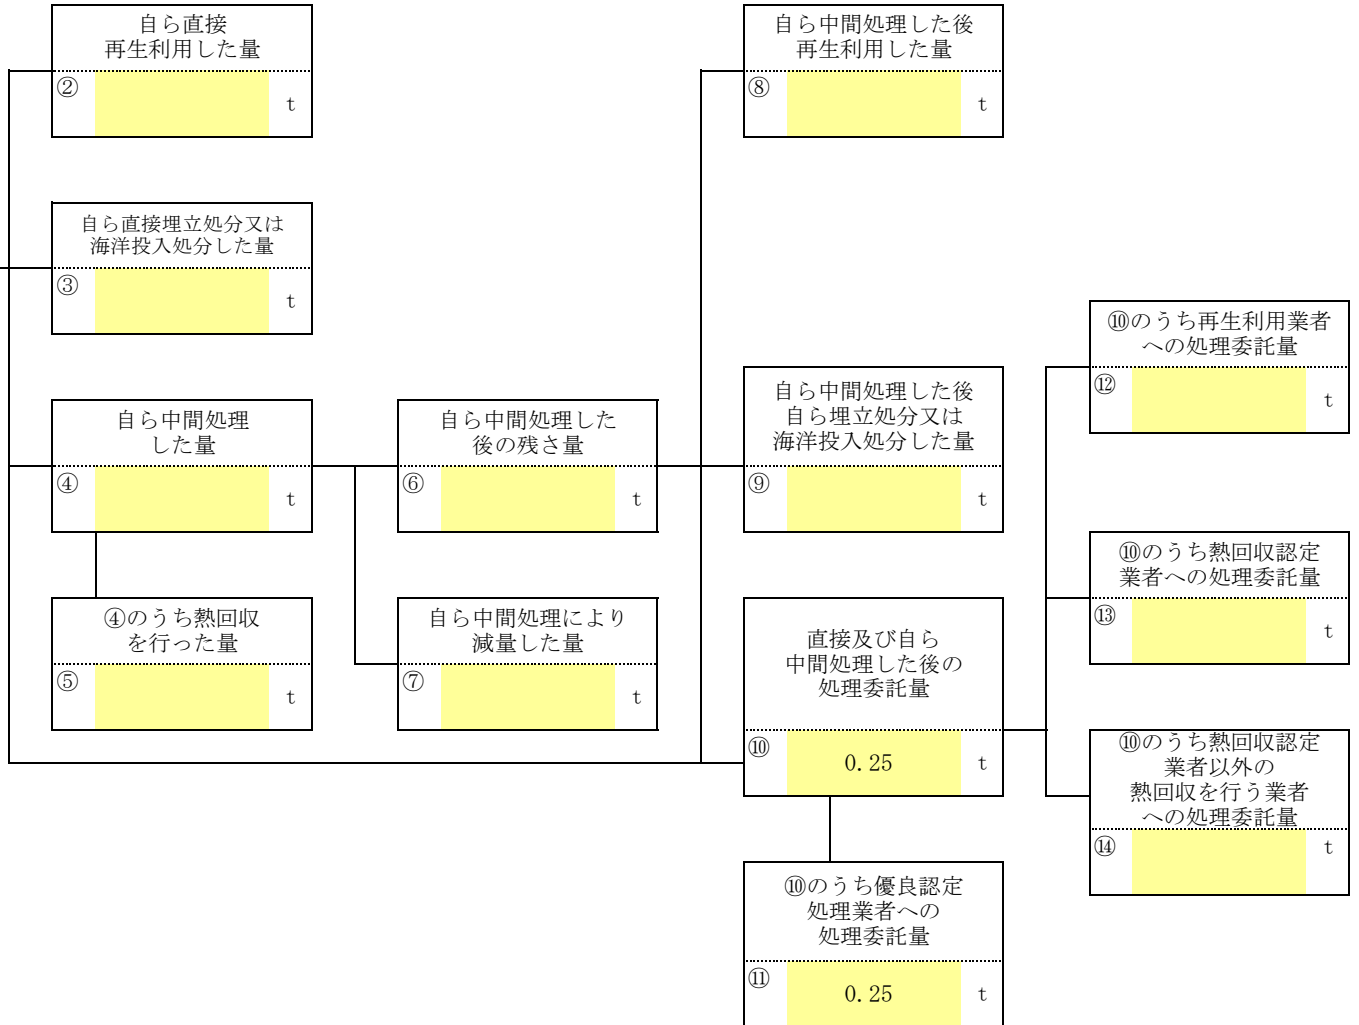 自ら直接
再生利用した量
②
t
自ら中間処理した後
再生利用した量
⑧
t
自ら直接埋立処分又は
海洋投入処分した量
③
t
⑩のうち再生利用業者
への処理委託量
⑫
t
自ら中間処理
した量
④
t
自ら中間処理した
後の残さ量
⑥
t
自ら中間処理した後
自ら埋立処分又は
海洋投入処分した量
⑨
t
⑩のうち熱回収認定
業者への処理委託量
⑬
t
④のうち熱回収
を行った量
⑤
t
自ら中間処理により
減量した量
⑦
t
直接及び自ら
中間処理した後の
処理委託量
⑩ 0.25 t
⑩のうち熱回収認定
業者以外の
熱回収を行う業者
への処理委託量
⑭
t
⑩のうち優良認定
処理業者への
処理委託量
⑪ 0.25 t